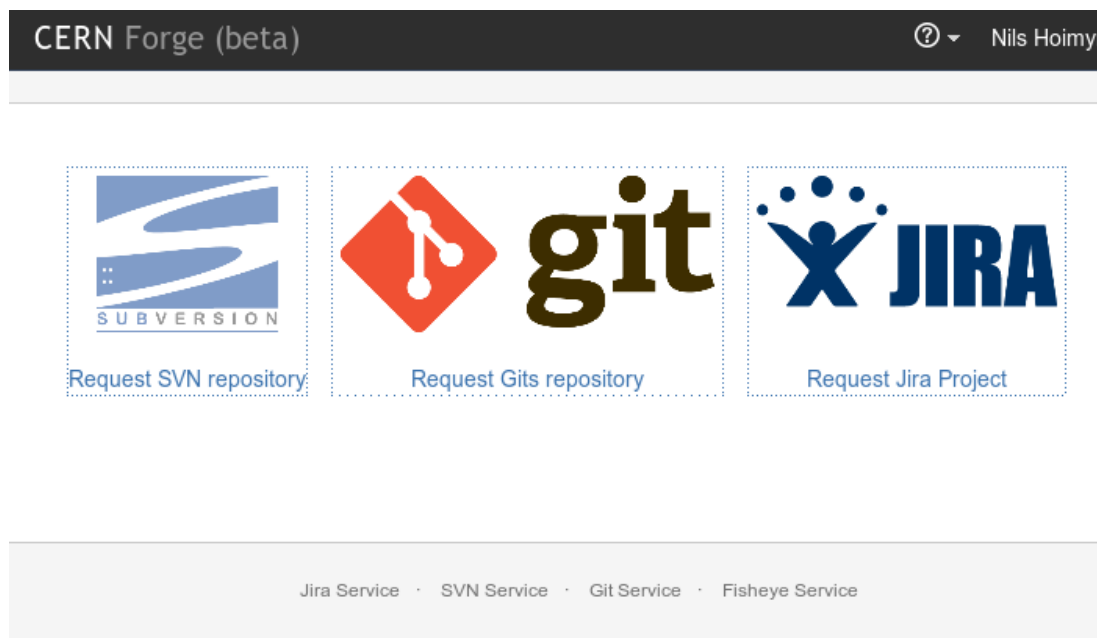 CERN Forge (beta) Nils Hoimy
SUBVERSION git JIRA
Request SVN repository Request Gits repository Request Jira Project
Jira Service · SVN Service · Git Service · Fisheye Service